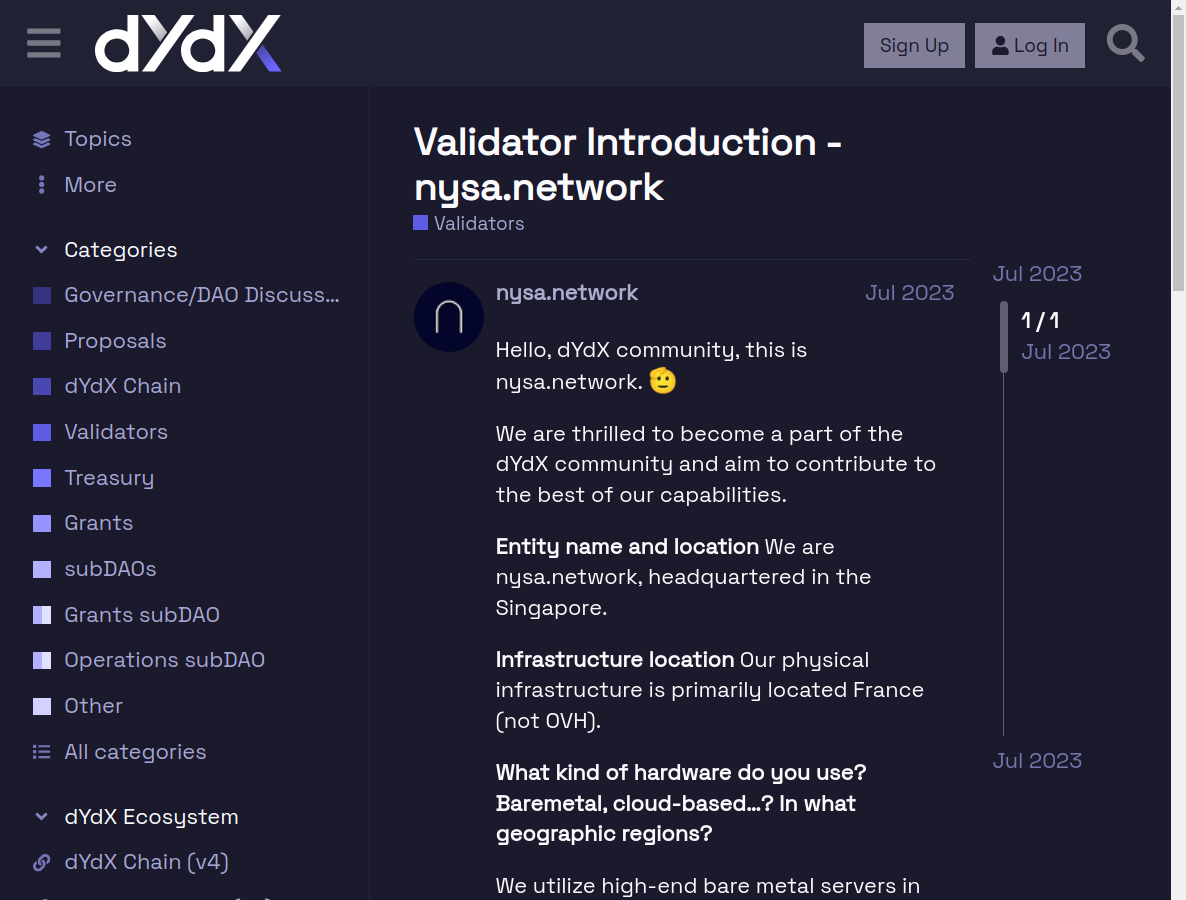 dYdX
Sign Up
Log In
Topics
More
Categories
Governance/DAO Discuss...
Proposals
dYdX Chain
Validators
Treasury
Grants
subDAOs
Grants subDAO
Operations subDAO
Other
All categories
dYdX Ecosystem
dYdX Chain (v4)
Validator Introduction -
nysa.network
Validators
nysa.network
Jul 2023
Hello, dYdX community, this is
nysa.network.
We are thrilled to become a part of the
dYdX community and aim to contribute to
the best of our capabilities.
Entity name and location We are
nysa.network, headquartered in the
Singapore.
Infrastructure location Our physical
infrastructure is primarily located France
(not OVH).
What kind of hardware do you use?
Baremetal, cloud-based...? In what
geographic regions?
We utilize high-end bare metal servers in
Jul 2023
1 / 1
Jul 2023
Jul 2023